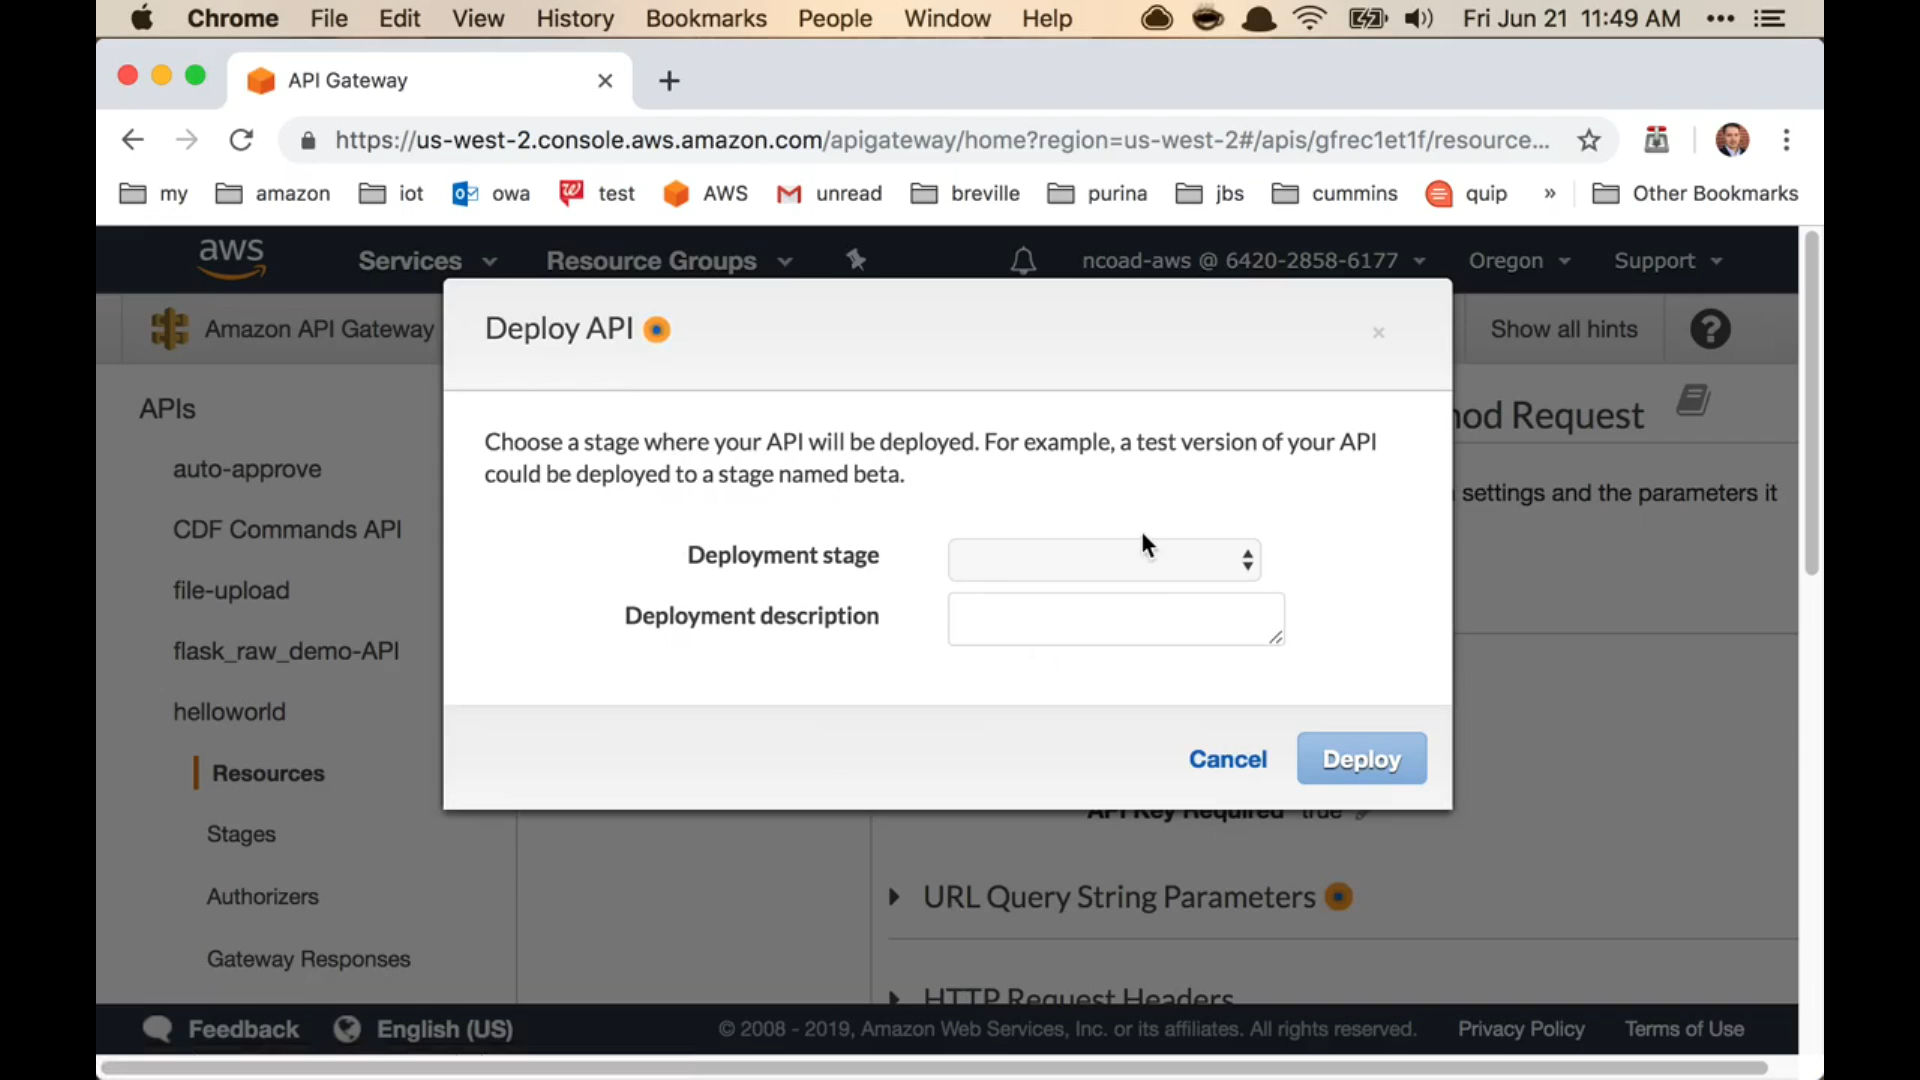 Chrome File Edit View History Bookmarks People Window Help Fri Jun 21 11:49 AM
API Gateway
https://us-west-2.console.aws.amazon.com/apigateway/home?region=us-west-2#/apis/gfrec1et1f/resource...
my amazon iot owa test AWS unread breville purina jbs cummins quip » Other Bookmarks
aws Services Resource Groups ncoad-aws @ 6420-2858-6177 Oregon Support
Amazon API Gateway Show all hints
Deploy API
APIs
auto-approve
CDF Commands API
file-upload
flask_raw_demo-API
helloworld
Resources
Stages
Authorizers
Gateway Responses
Choose a stage where your API will be deployed. For example, a test version of your API
could be deployed to a stage named beta.
Deployment stage
Deployment description
Cancel Deploy
Request
settings and the parameters it
API Key Required true
URL Query String Parameters
HTTP Request Headers
Feedback English (US) © 2008 - 2019, Amazon Web Services, Inc. or its affiliates. All rights reserved. Privacy Policy Terms of Use